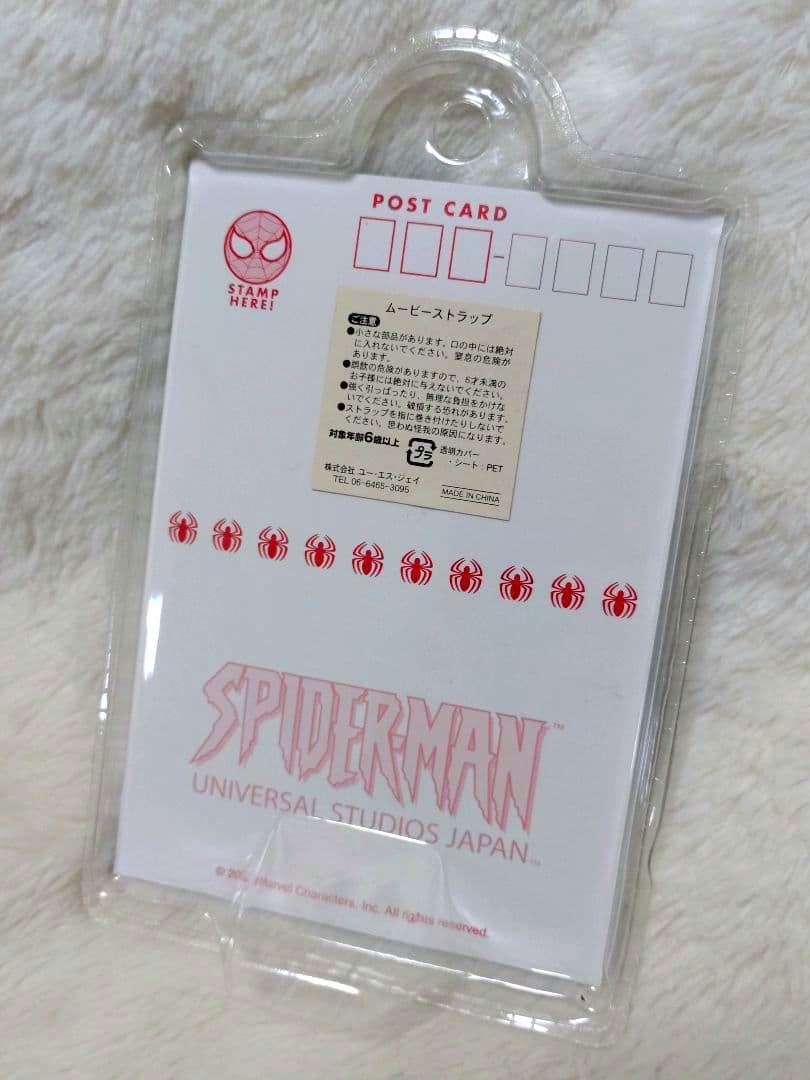 POST CARD
STAMP
HERE!
ムービーストラップ
ご注意
●小さな部品があります。口の中には絶対
に入れないでください。窒息の危険が
あります。
●誤飲の危険がありますので、6才未満の
お子様には絶対に与えないでください。
●強く引っぱったり、無理な負担をかけな
いでください。破損する恐れがあります。
●ストラップを指に巻き付けたりしないで
ください。思わぬ怪我の原因になります。
対象年齢6歳以上
プラ
透明カバー
・シート:PET
株式会社 ユー・エス・ジェイ
TEL 06-6465-3095
MADE IN CHINA
SPIDER-MAN™
UNIVERSAL STUDIOS JAPAN™
© Marvel Characters, Inc. All rights reserved.